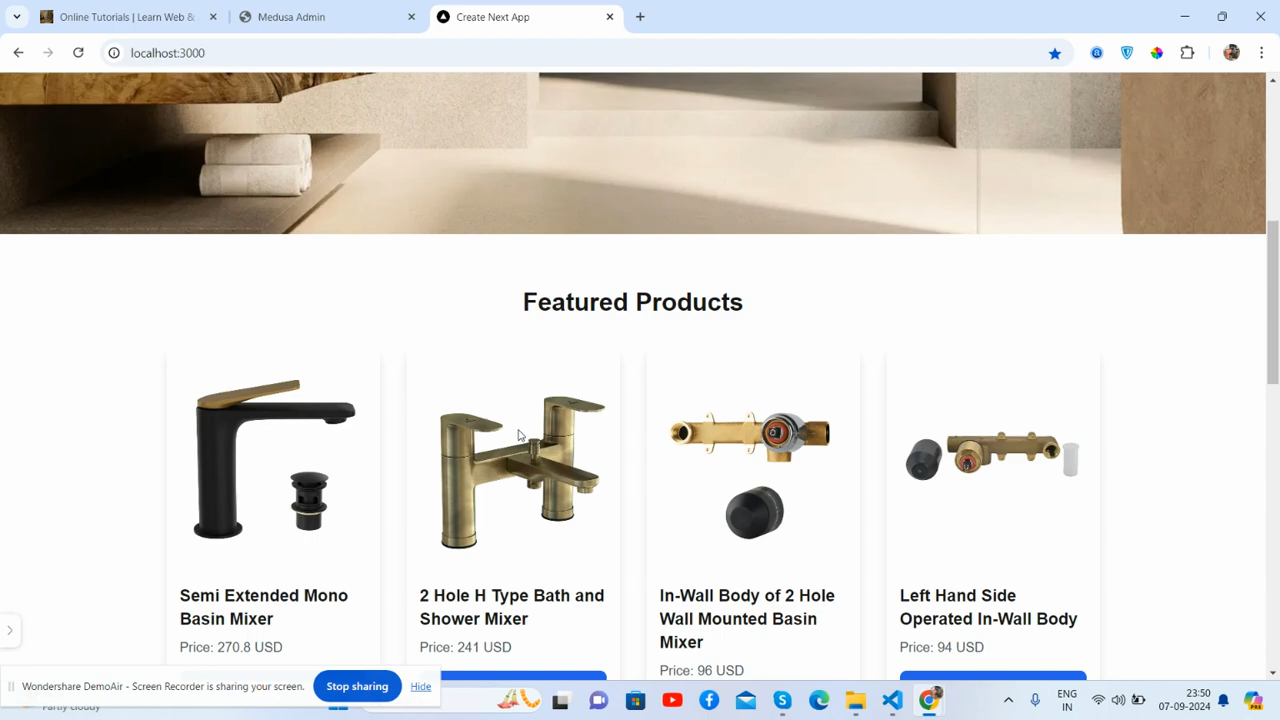 Online Tutorials | Learn Web &
Medusa Admin
Create Next App
localhost:3000
Featured Products
Semi Extended Mono
Basin Mixer
Price: 270.8 USD
2 Hole H Type Bath and
Shower Mixer
Price: 241 USD
In-Wall Body of 2 Hole
Wall Mounted Basin
Mixer
Price: 96 USD
Left Hand Side
Operated In-Wall Body
Price: 94 USD
Wondershare DemoAir - Screen Recorder is sharing your screen.
Stop sharing
Hide
Partly cloudy
ENG
IN
23:50
07-09-2024